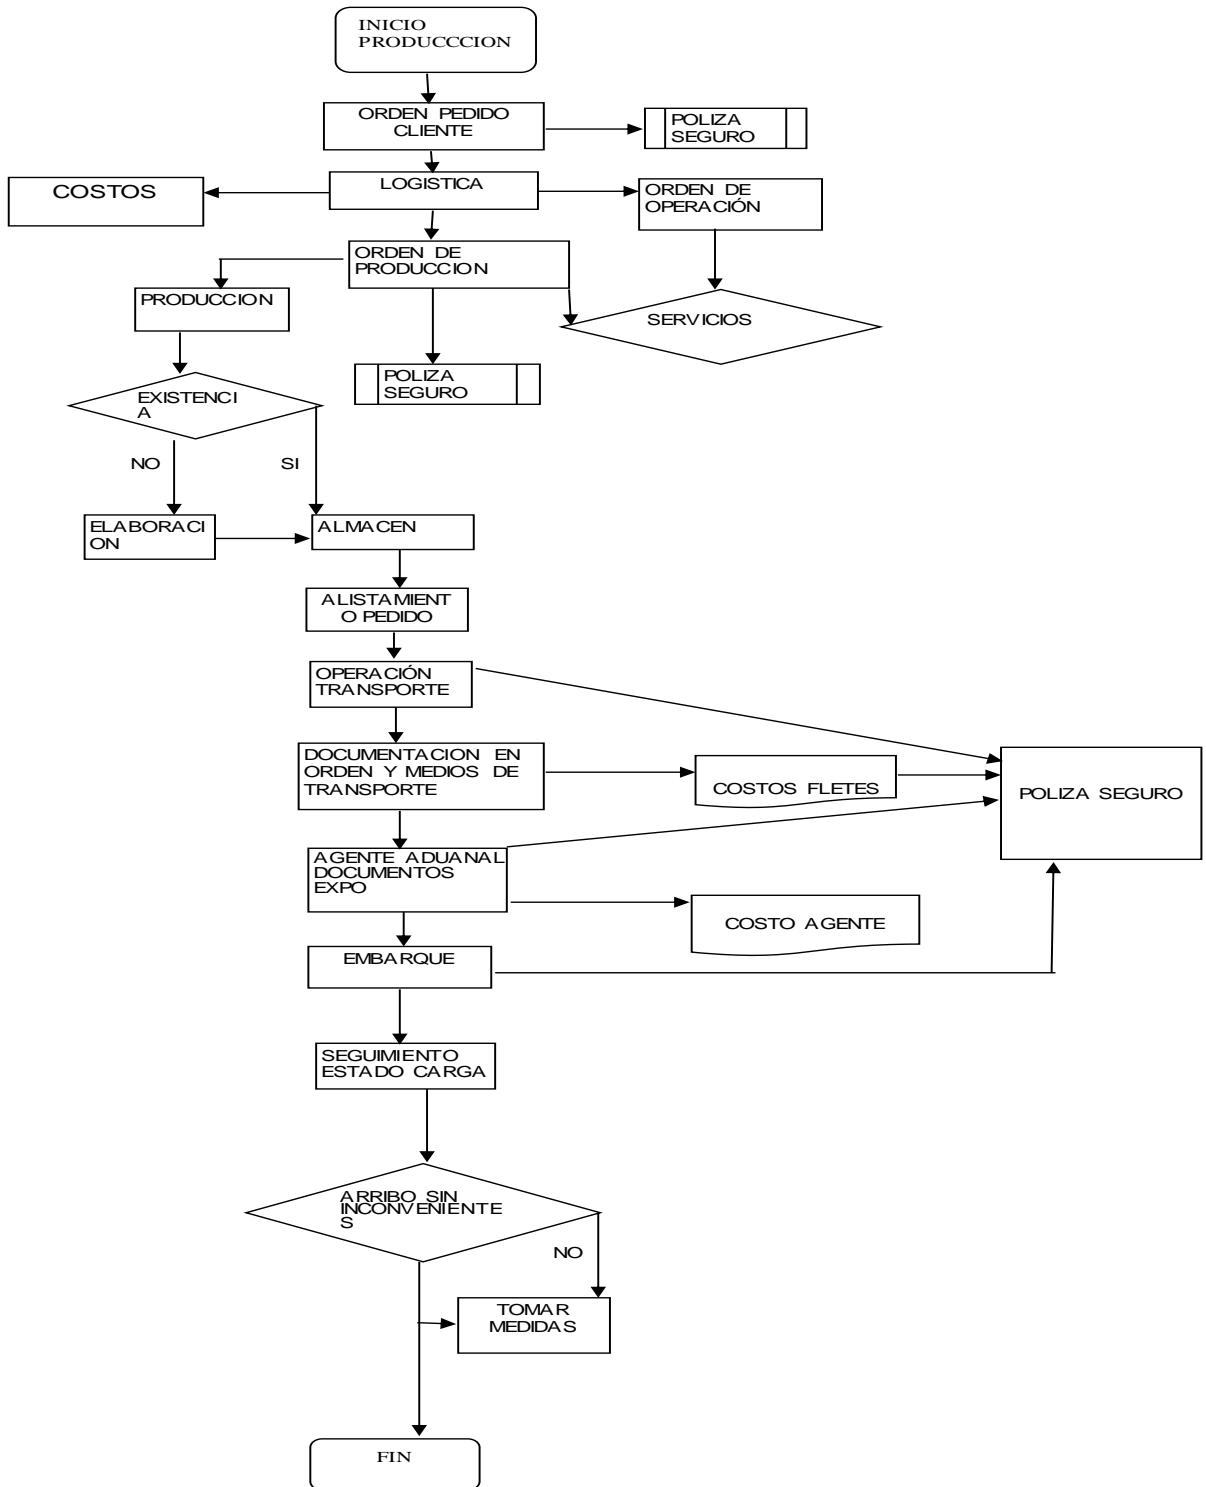 INICIO
PRODUCCCION
ORDEN PEDIDO
CLIENTE
POLIZA
SEGURO
COSTOS
LOGISTICA
ORDEN DE
OPERACIÓN
ORDEN DE
PRODUCCION
PRODUCCION
SERVICIOS
POLIZA
SEGURO
EXISTENCI
A
NO
SI
ELABORACI
ON
ALMACEN
ALISTAMIENT
O PEDIDO
OPERACIÓN
TRANSPORTE
DOCUMENTACION EN
ORDEN Y MEDIOS DE
TRANSPORTE
COSTOS FLETES
POLIZA SEGURO
AGENTE ADUANAL
DOCUMENTOS
EXPO
COSTO AGENTE
EMBARQUE
SEGUIMIENTO
ESTADO CARGA
ARRIBO SIN
INCONVENIENTE
S
NO
TOMAR
MEDIDAS
FIN